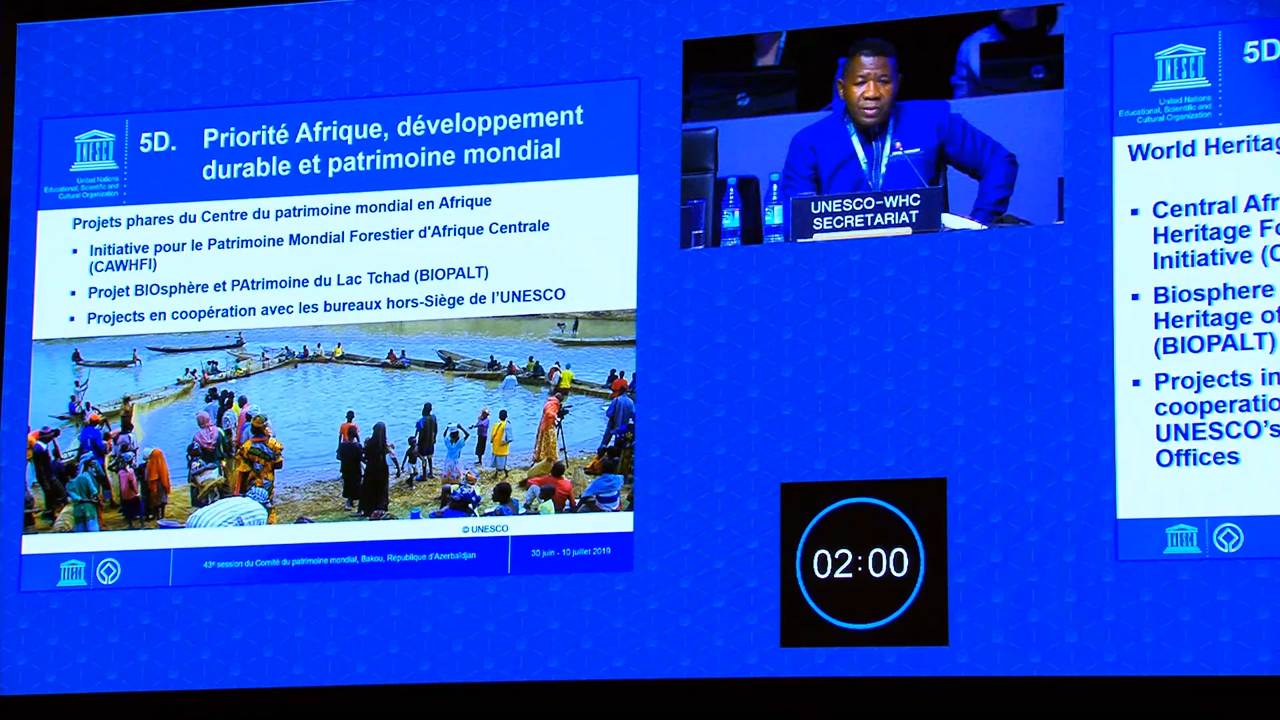 UNESCO
United Nations
Educational, Scientific and
Cultural Organization
5D. Priorité Afrique, développement
durable et patrimoine mondial
Projets phares du Centre du patrimoine mondial en Afrique
▪ Initiative pour le Patrimoine Mondial Forestier d'Afrique Centrale
(CAWHFI)
▪ Projet BIOsphère et PAtrimoine du Lac Tchad (BIOPALT)
▪ Projects en coopération avec les bureaux hors-Siège de l'UNESCO
© UNESCO
43e session du Comité du patrimoine mondial, Bakou, République d'Azerbaïdjan
30 juin - 10 juillet 2019
UNESCO-WHC
SECRETARIAT
02:00
UNESCO
United Nations
Educational, Scientific and
Cultural Organization
5D
World Heritag
▪ Central Afr
Heritage Fo
Initiative (C
▪ Biosphere
Heritage of
(BIOPALT)
▪ Projects in
cooperatio
UNESCO's
Offices